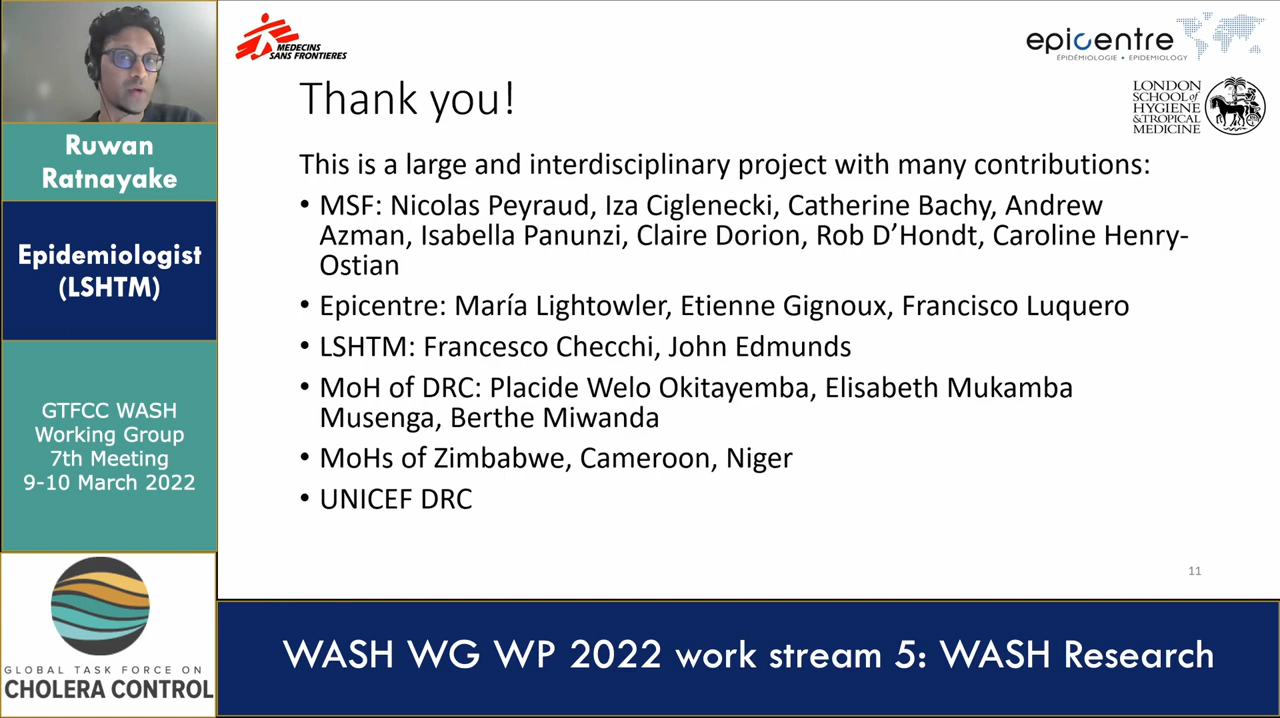 MEDECINS
SANS FRONTIERES
epicentre
ÉPIDÉMIOLOGIE • EPIDEMIOLOGY
LONDON
SCHOOL of
HYGIENE
&TROPICAL
MEDICINE
Ruwan
Ratnayake
Epidemiologist
(LSHTM)
GTFCC WASH
Working Group
7th Meeting
9-10 March 2022
GLOBAL TASK FORCE ON
CHOLERA CONTROL
Thank you!
This is a large and interdisciplinary project with many contributions:
• MSF: Nicolas Peyraud, Iza Ciglenecki, Catherine Bachy, Andrew
Azman, Isabella Panunzi, Claire Dorion, Rob D’Hondt, Caroline Henry-
Ostian
• Epicentre: María Lightowler, Etienne Gignoux, Francisco Luquero
• LSHTM: Francesco Checchi, John Edmunds
• MoH of DRC: Placide Welo Okitayemba, Elisabeth Mukamba
Musenga, Berthe Miwanda
• MoHs of Zimbabwe, Cameroon, Niger
• UNICEF DRC
11
WASH WG WP 2022 work stream 5: WASH Research